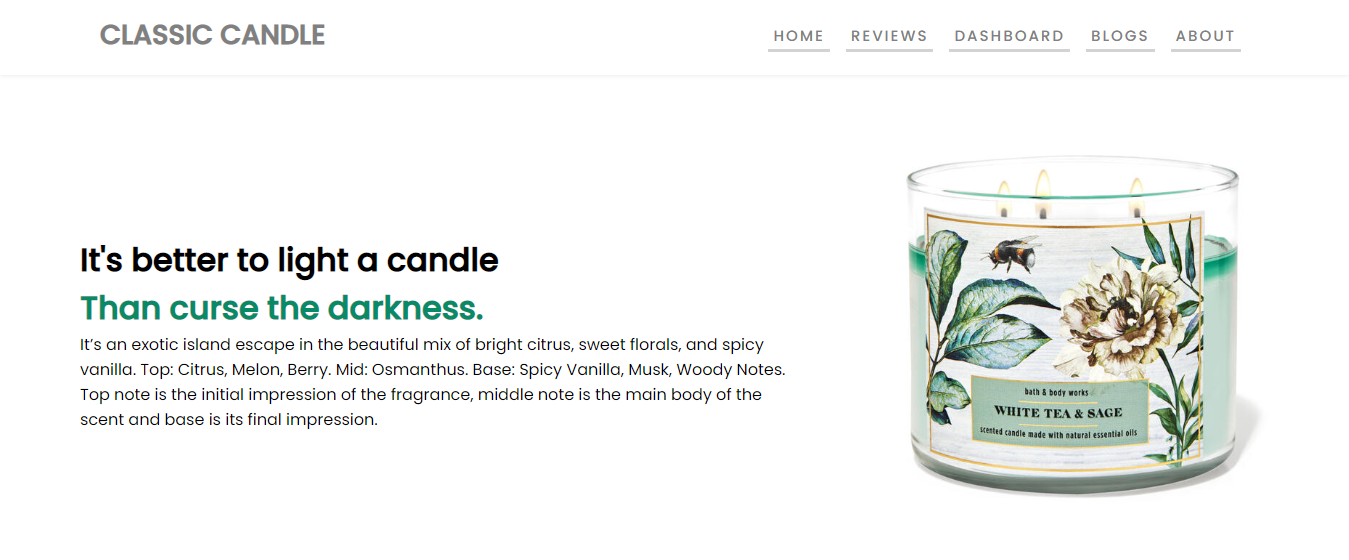 CLASSIC CANDLE
HOME REVIEWS DASHBOARD BLOGS ABOUT
It's better to light a candle
Than curse the darkness.
It’s an exotic island escape in the beautiful mix of bright citrus, sweet florals, and spicy
vanilla. Top: Citrus, Melon, Berry. Mid: Osmanthus. Base: Spicy Vanilla, Musk, Woody Notes.
Top note is the initial impression of the fragrance, middle note is the main body of the
scent and base is its final impression.
bath & body works
WHITE TEA & SAGE
scented candle made with natural essential oils